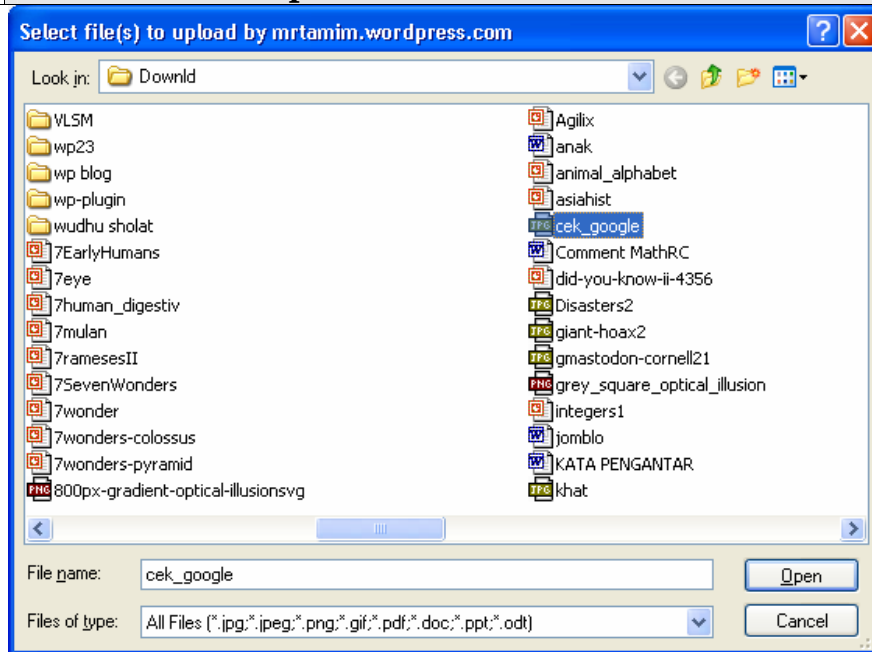 Select file(s) to upload by mrtamim.wordpress.com
Look in: Downld
VLSM
wp23
wp blog
wp-plugin
wudhu sholat
7EarlyHumans
7eye
7human_digestiv
7mulan
7ramesesII
7SevenWonders
7wonder
7wonders-colossus
7wonders-pyramid
800px-gradient-optical-illusionsvg
Agilix
anak
animal_alphabet
asiahist
cek_google
Comment MathRC
did-you-know-ii-4356
Disasters2
giant-hoax2
gmastodon-cornell21
grey_square_optical_illusion
integers1
jomblo
KATA PENGANTAR
khat
File name: cek_google Open
Files of type: All Files (*.jpg;*.jpeg;*.png;*.gif;*.pdf;*.doc;*.ppt;*.odt) Cancel